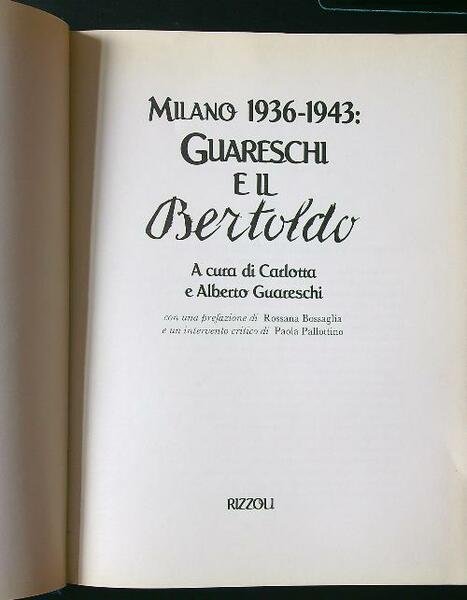 MILANO 1936-1943:
GUARESCHI
E IL
Bertoldo
A cura di Carlotta
e Alberto Guareschi
con una prefazione di Rossana Bossaglia
e un intervento critico di Paola Pallottino
RIZZOLI